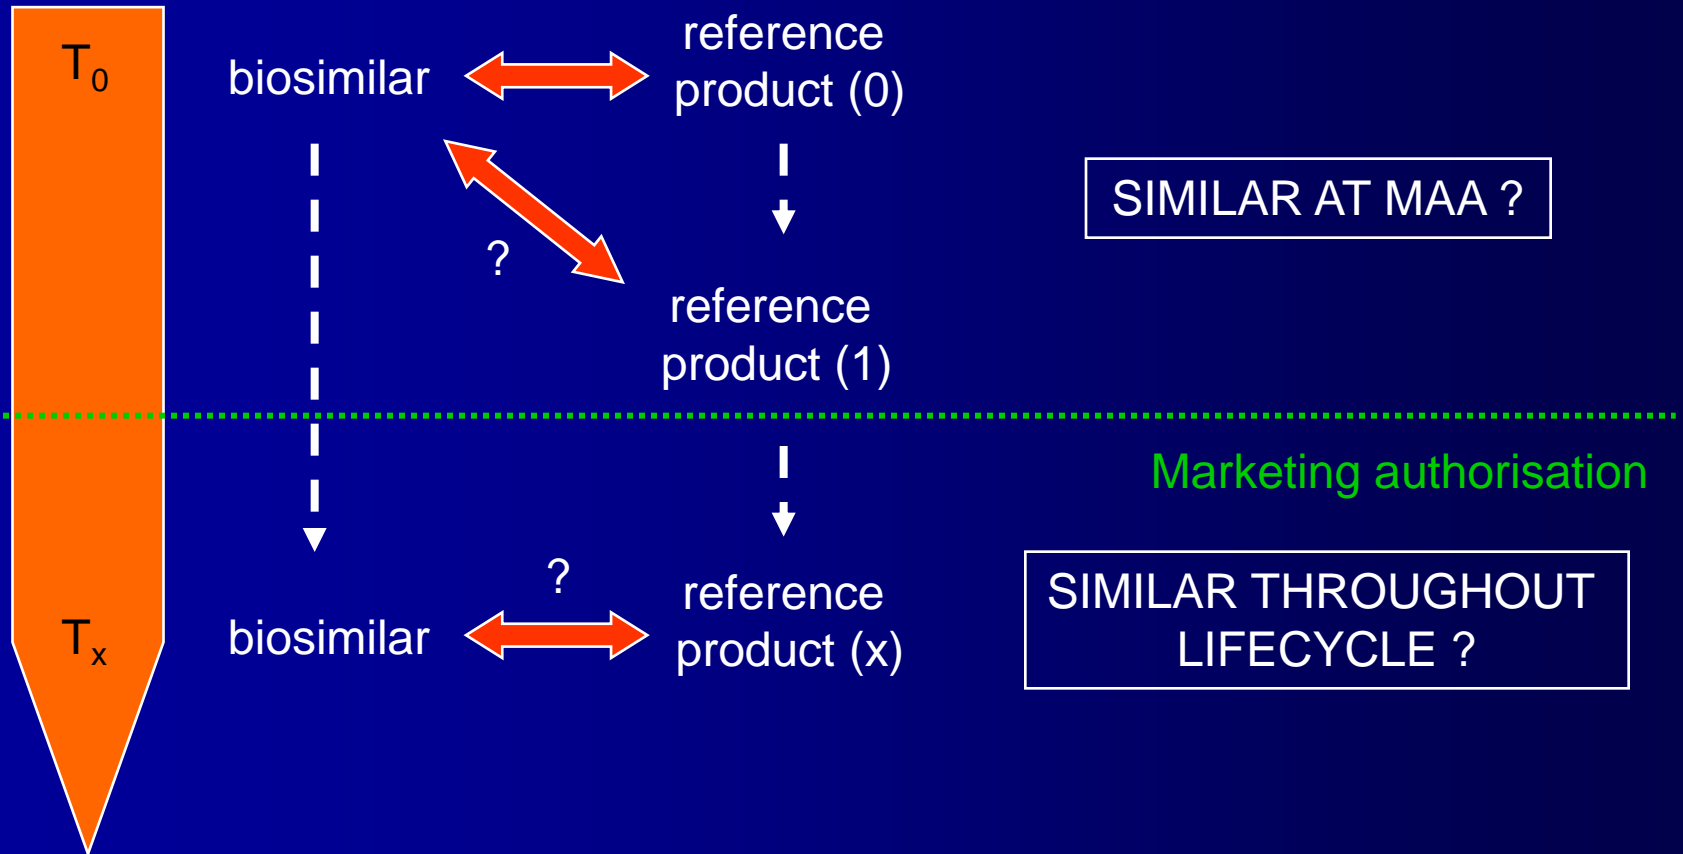 T0
biosimilar
reference
product (0)
SIMILAR AT MAA ?
?
reference
product (1)
Marketing authorisation
Tx
biosimilar
?
reference
product (x)
SIMILAR THROUGHOUT
LIFECYCLE ?